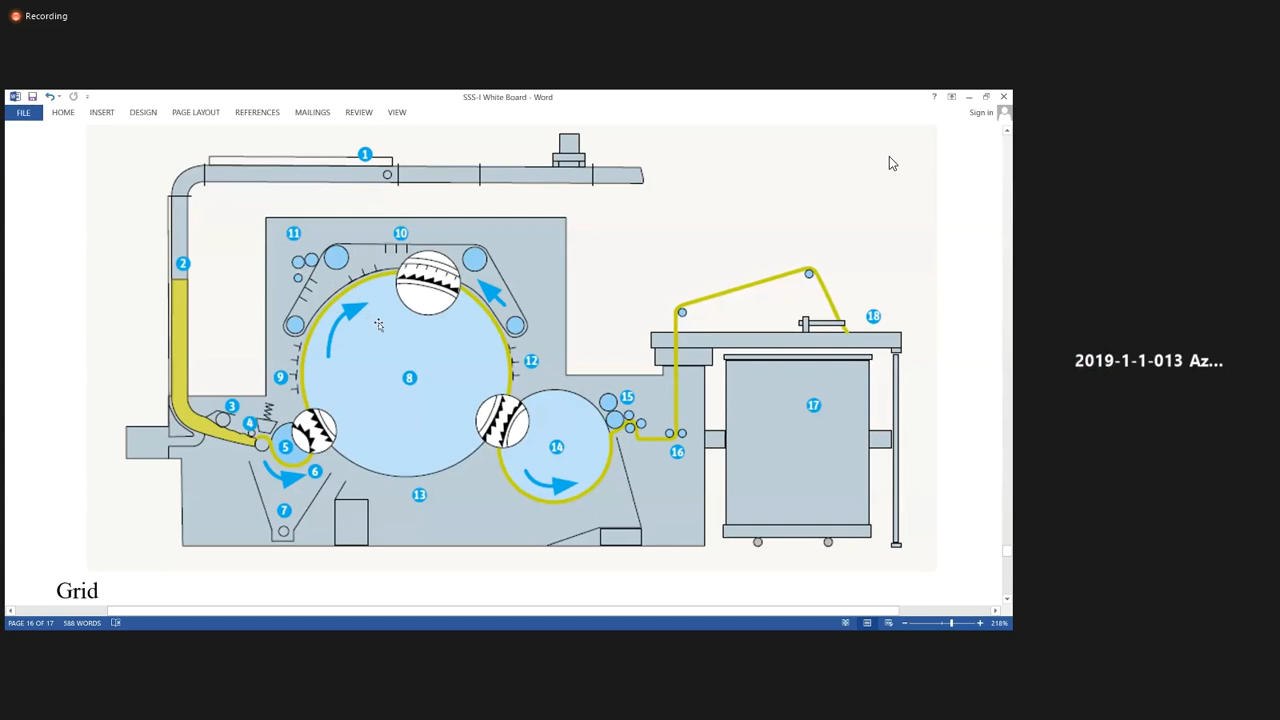 Recording
SSS-I White Board - Word
?
FILE HOME INSERT DESIGN PAGE LAYOUT REFERENCES MAILINGS REVIEW VIEW
Sign in
1
2
11
10
18
9
12
8
3
4
15
17
5
14
16
6
13
7
2019-1-1-013 Az...
Grid
PAGE 16 OF 17 588 WORDS
218%